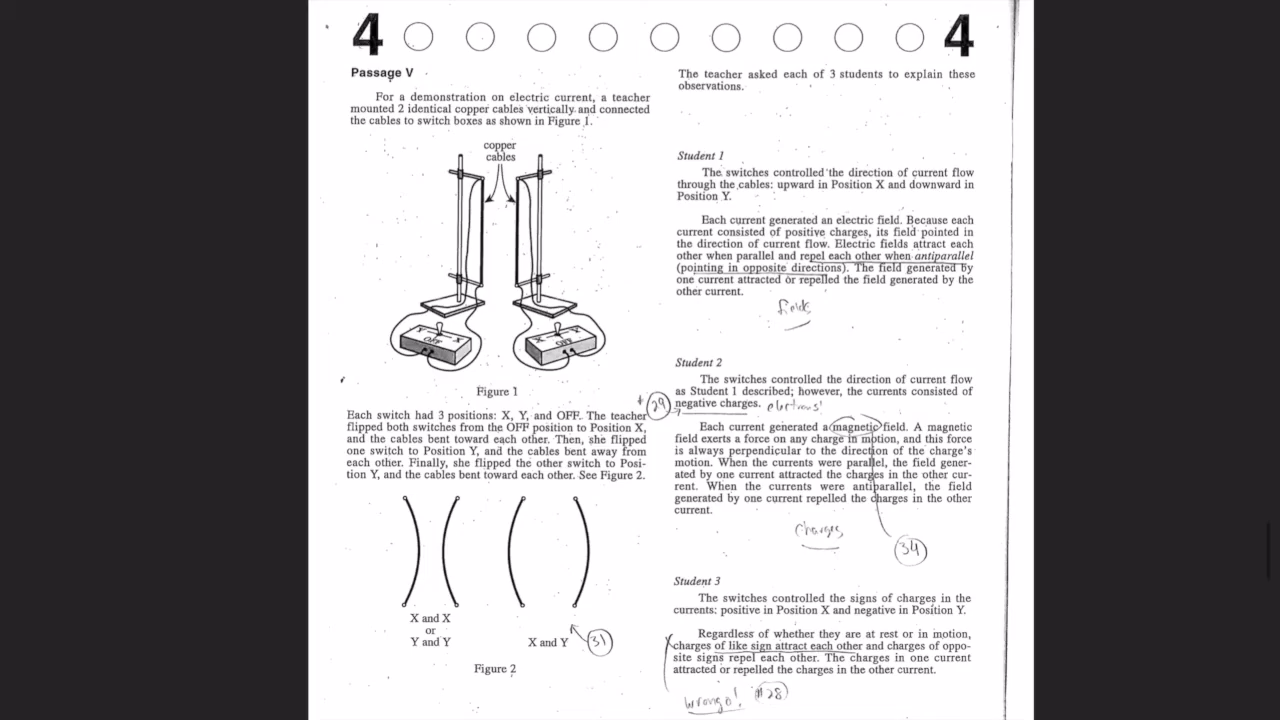 4
4
Passage V
For a demonstration on electric current, a teacher
mounted 2 identical copper cables vertically and connected
the cables to switch boxes as shown in Figure 1.
copper
cables
Y
X
OFF
X
Y
OFF
Figure 1
Each switch had 3 positions: X, Y, and OFF. The teacher
flipped both switches from the OFF position to Position X,
and the cables bent toward each other. Then, she flipped
one switch to Position Y, and the cables bent away from
each other. Finally, she flipped the other switch to Posi-
tion Y, and the cables bent toward each other. See Figure 2.
X and X
or
Y and Y
X and Y
31
Figure 2
The teacher asked each of 3 students to explain these
observations.
Student 1
The switches controlled the direction of current flow
through the cables: upward in Position X and downward in
Position Y.
Each current generated an electric field. Because each
current consisted of positive charges, its field pointed in
the direction of current flow. Electric fields attract each
other when parallel and repel each other when antiparallel
(pointing in opposite directions). The field generated by
one current attracted or repelled the field generated by the
other current.
fields
Student 2
The switches controlled the direction of current flow
as Student 1 described; however, the currents consisted of
29
negative charges. electrons!
Each current generated a magnetic field. A magnetic
field exerts a force on any charge in motion, and this force
is always perpendicular to the direction of the charge's
motion. When the currents were parallel, the field gener-
ated by one current attracted the charges in the other cur-
rent. When the currents were antiparallel, the field
generated by one current repelled the charges in the other
current.
charges
34
Student 3
The switches controlled the signs of charges in the
currents: positive in Position X and negative in Position Y.
Regardless of whether they are at rest or in motion,
charges of like sign attract each other and charges of oppo-
site signs repel each other. The charges in one current
attracted or repelled the charges in the other current.
wrongo! #28